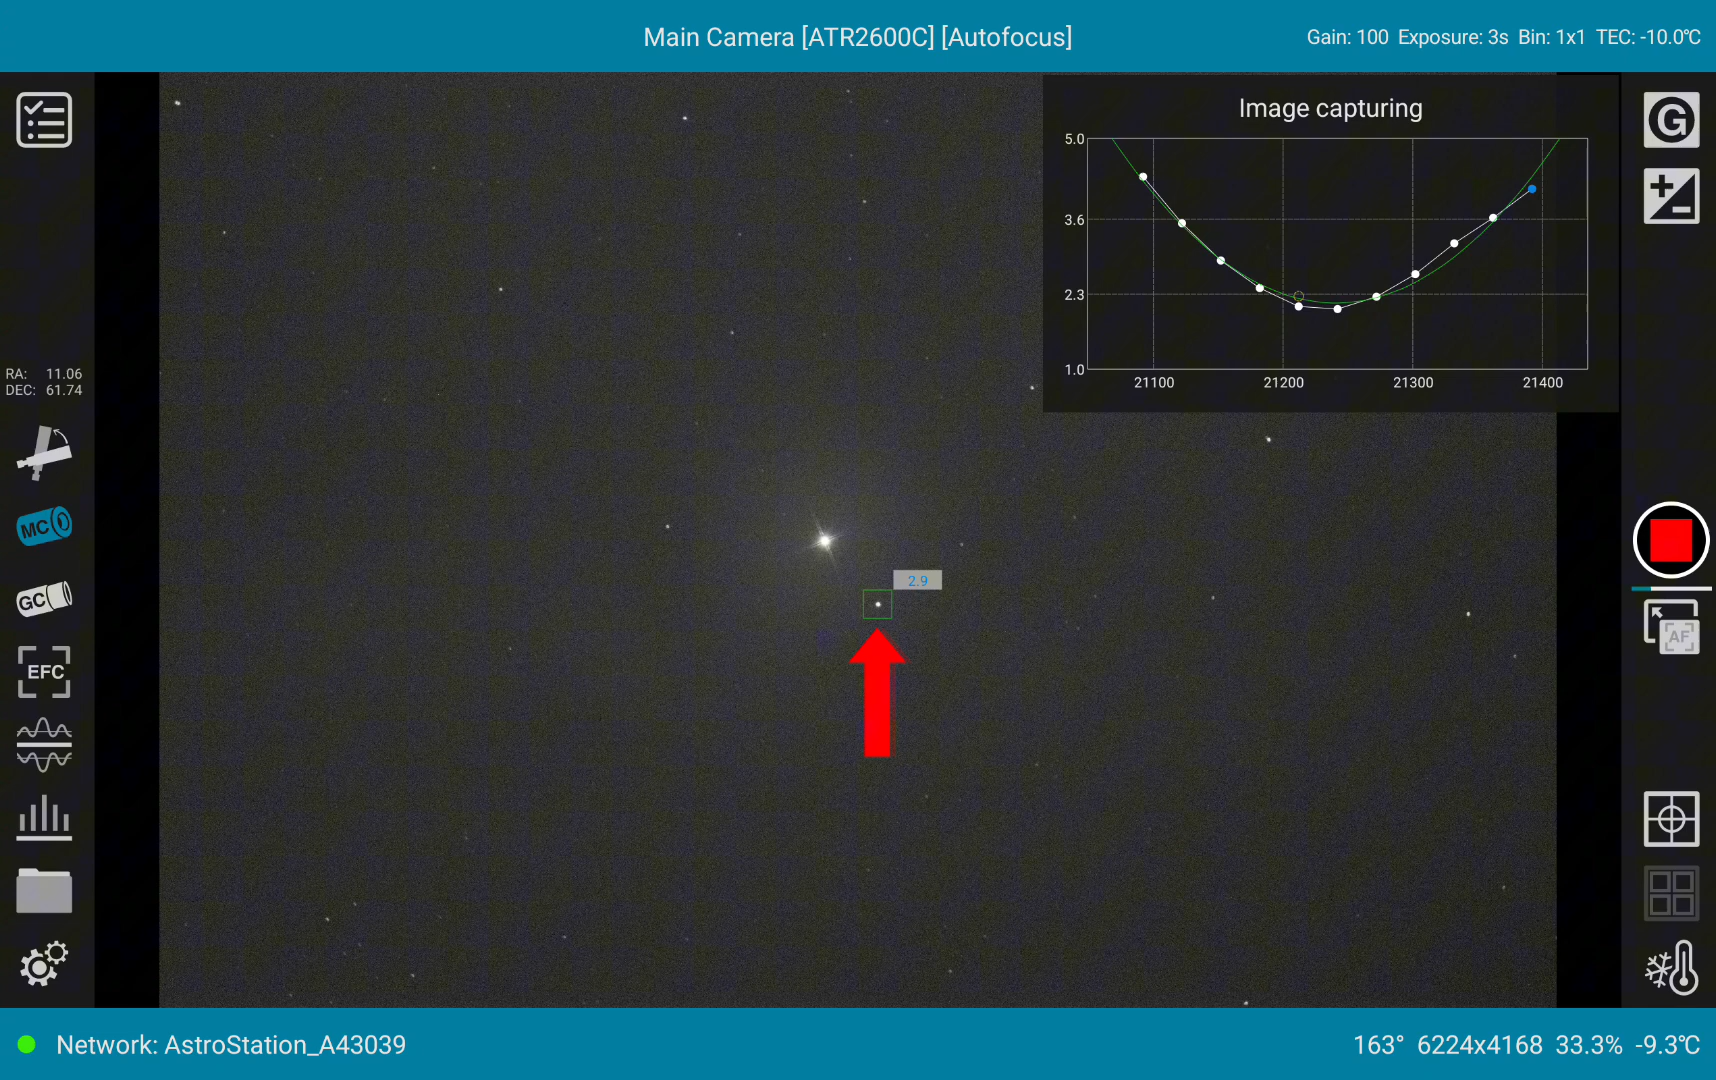 Main Camera [ATR2600C] [Autofocus]
Gain: 100 Exposure: 3s Bin: 1x1 TEC: -10.0℃
Image capturing
5.0
3.6
2.3
1.0
21100 21200 21300 21400
G
RA: 11.06
DEC: 61.74
MC
GC
EFC
2.9
AF
Network: AstroStation_A43039
163° 6224x4168 33.3% -9.3℃